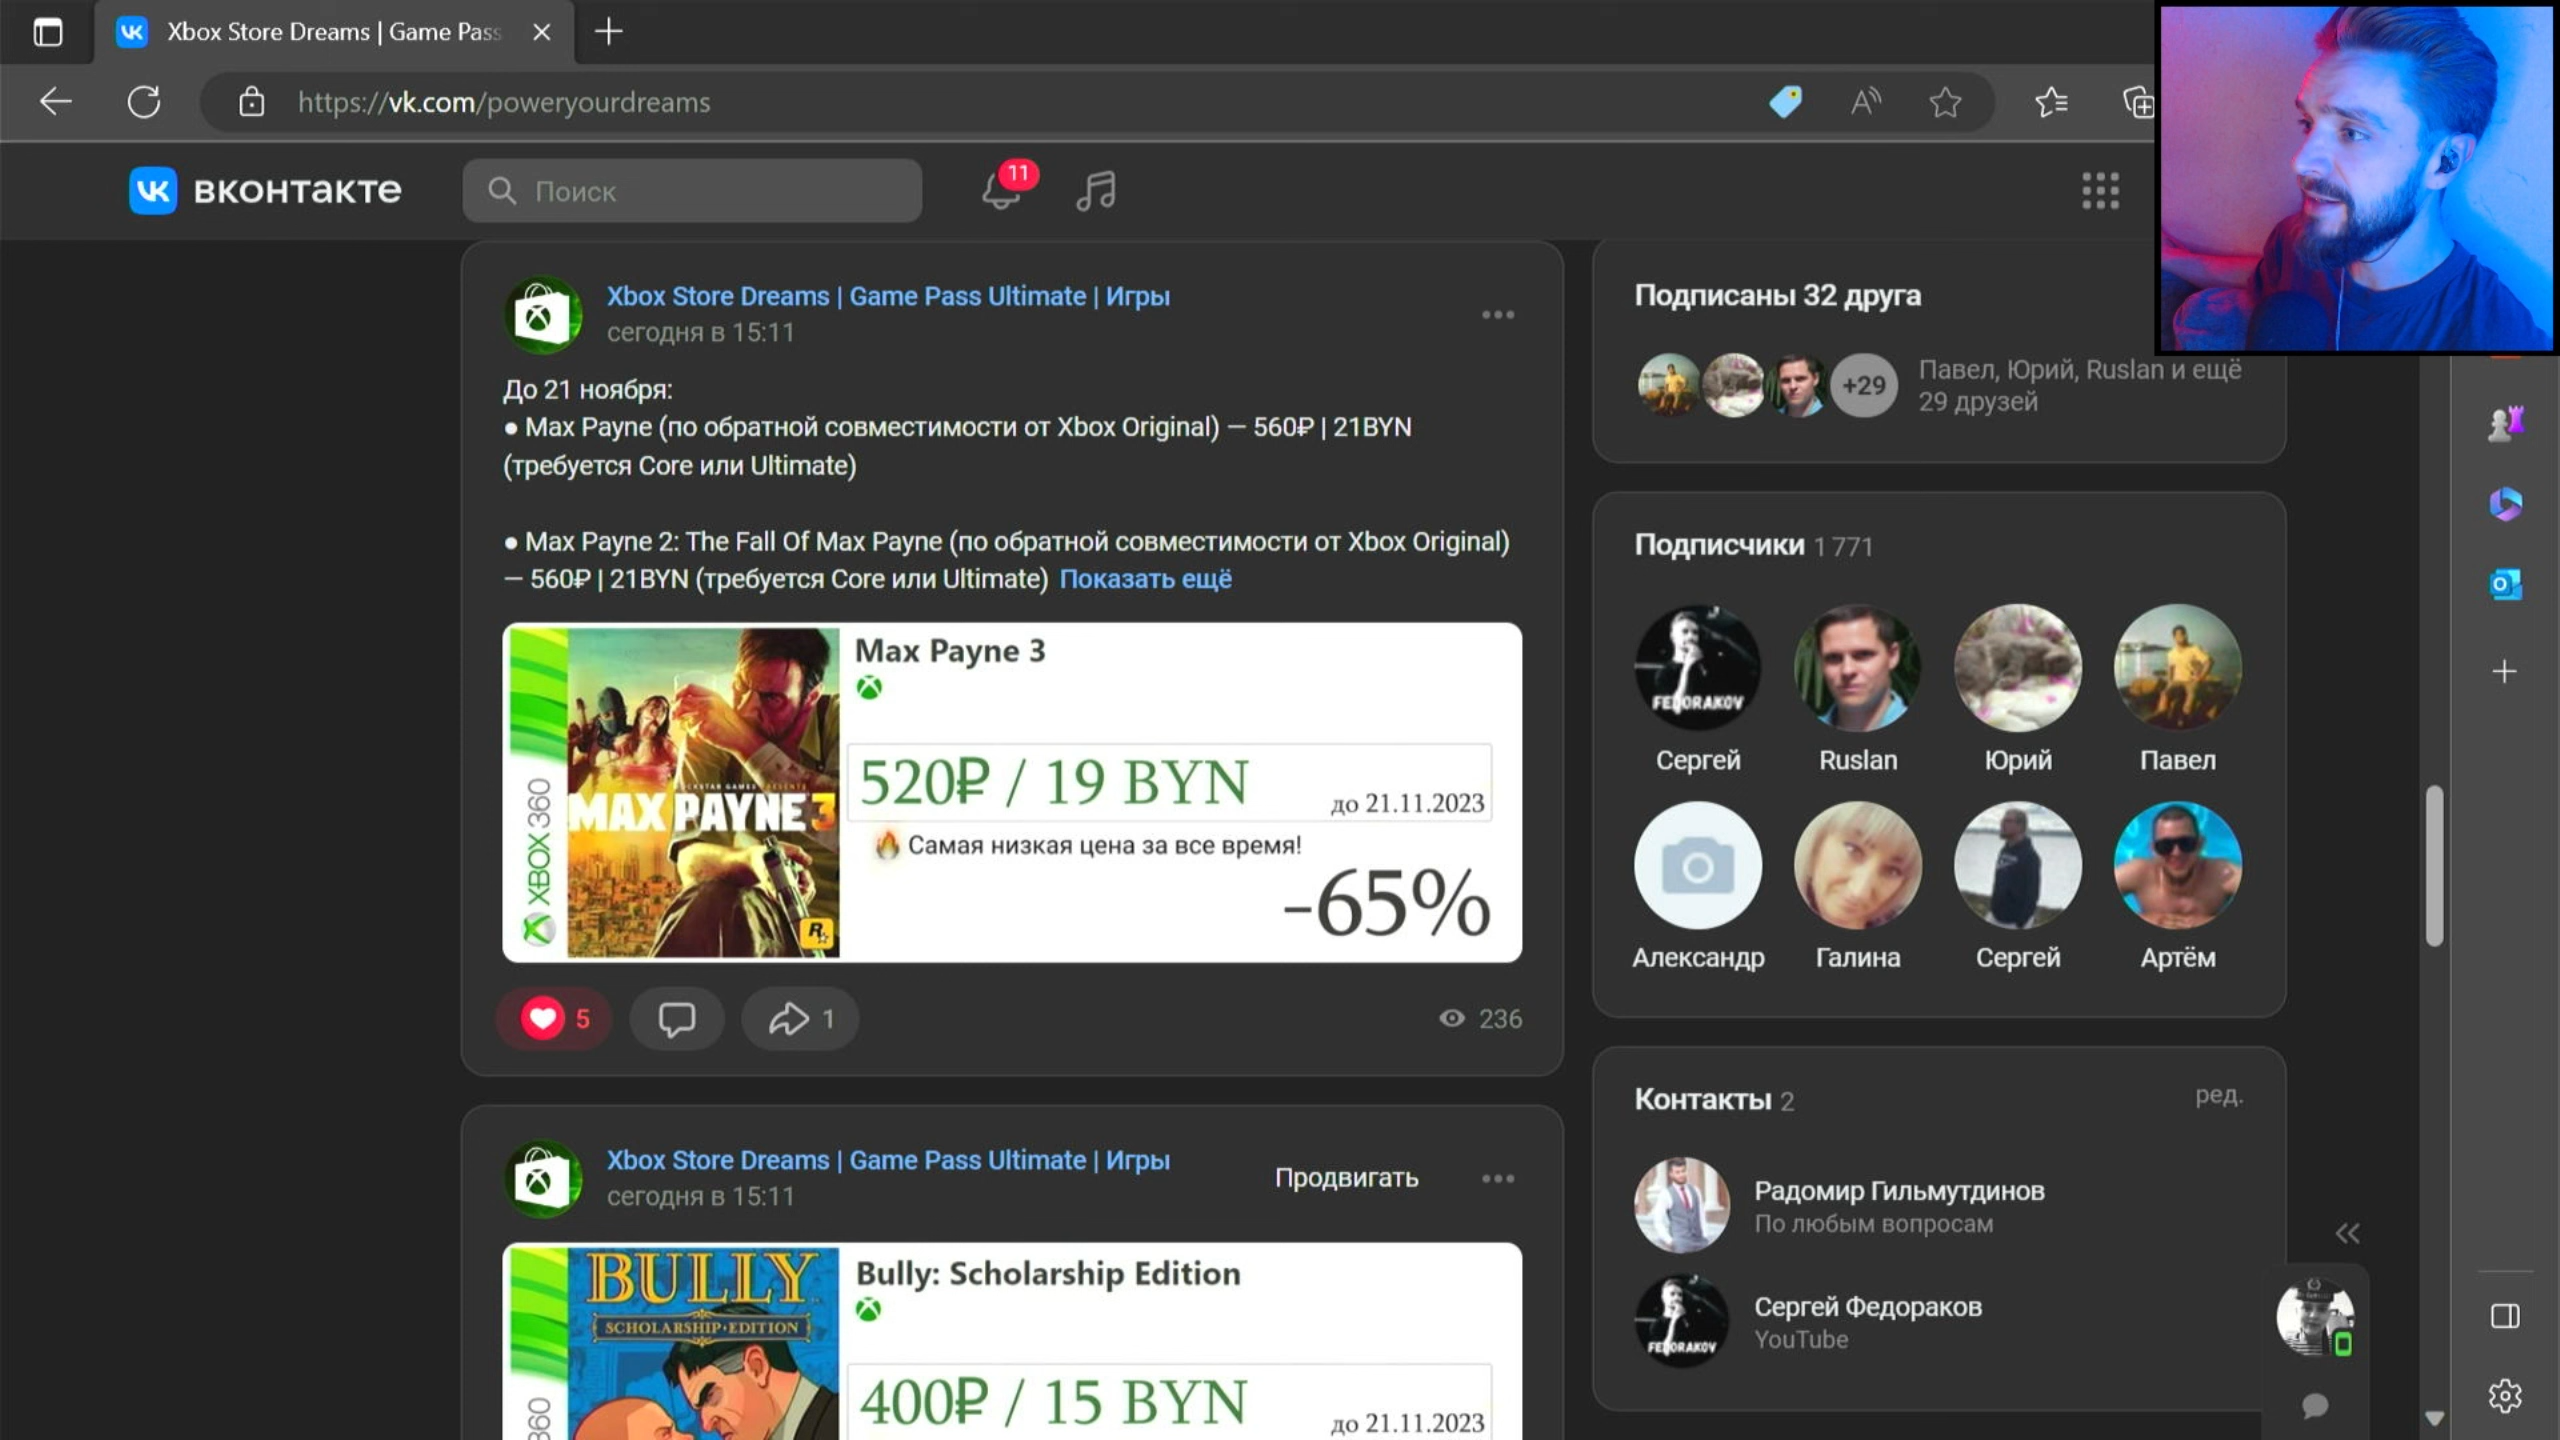 Xbox Store Dreams | Game Pass
https://vk.com/poweryourdreams
вконтакте
Поиск
11
Xbox Store Dreams | Game Pass Ultimate | Игры
сегодня в 15:11
До 21 ноября:
● Max Payne (по обратной совместимости от Xbox Original) — 560₽ | 21BYN
(требуется Core или Ultimate)
● Max Payne 2: The Fall Of Max Payne (по обратной совместимости от Xbox Original)
— 560₽ | 21BYN (требуется Core или Ultimate) Показать ещё
XBOX 360
MAX PAYNE 3
Max Payne 3
520₽ / 19 BYN
до 21.11.2023
Самая низкая цена за все время!
-65%
5
1
236
Xbox Store Dreams | Game Pass Ultimate | Игры
сегодня в 15:11
Продвигать
BULLY
SCHOLARSHIP·EDITION
360
Bully: Scholarship Edition
400₽ / 15 BYN
до 21.11.2023
Подписаны 32 друга
+29
Павел, Юрий, Ruslan и ещё
29 друзей
Подписчики 1 771
FEDORAKOV
Сергей
Ruslan
Юрий
Павел
Александр
Галина
Сергей
Артём
Контакты 2
ред.
Радомир Гильмутдинов
По любым вопросам
FEDORAKOV
Сергей Федораков
YouTube